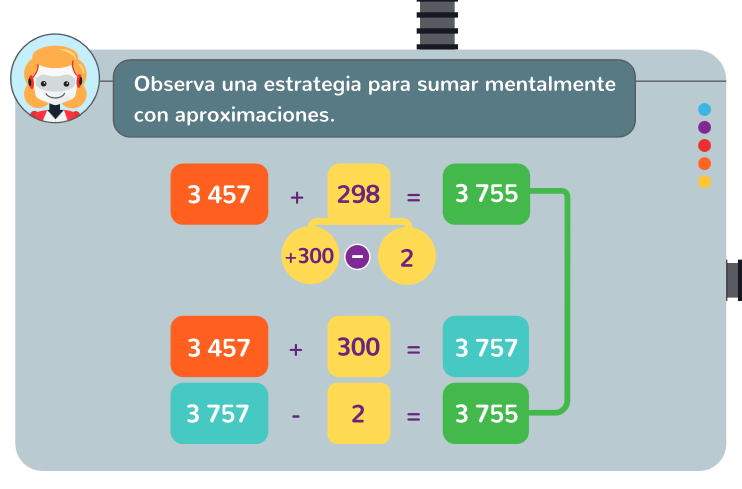 Observa una estrategia para sumar mentalmente
con aproximaciones.
3 457 + 298 = 3 755
+300 − 2
3 457 + 300 = 3 757
3 757 - 2 = 3 755